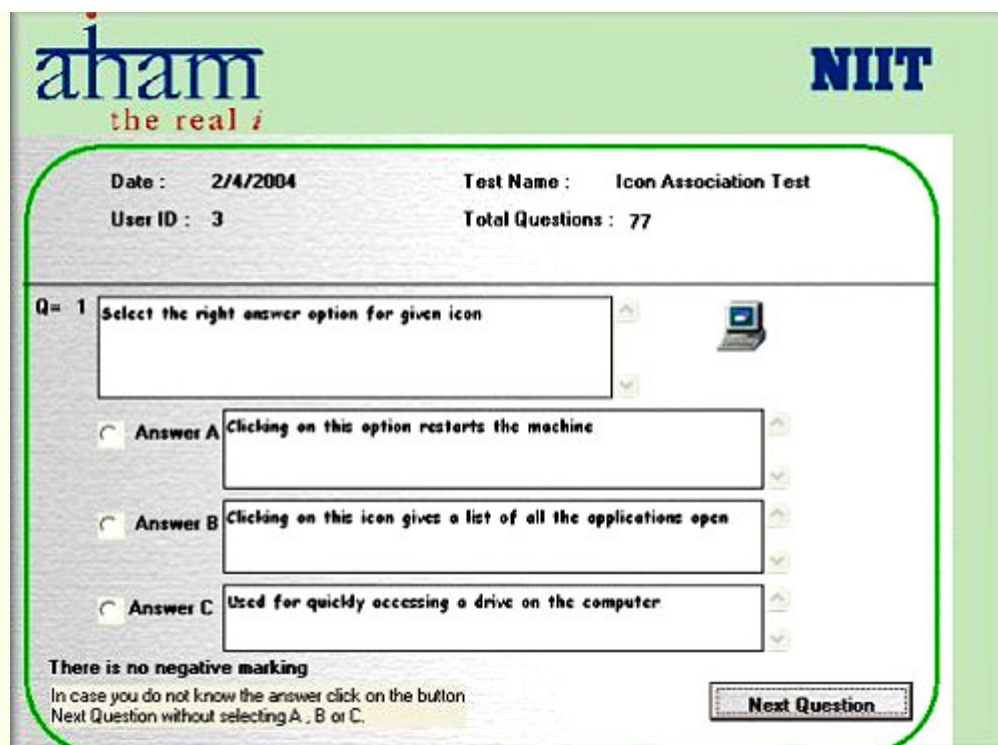 aham
the real i
NIIT
Date : 2/4/2004 Test Name : Icon Association Test
User ID : 3 Total Questions : 77
Q= 1 Select the right answer option for given icon
Answer A Clicking on this option restarts the machine
Answer B Clicking on this icon gives a list of all the applications open
Answer C Used for quickly accessing a drive on the computer
There is no negative marking
In case you do not know the answer click on the button
Next Question without selecting A , B or C.
Next Question